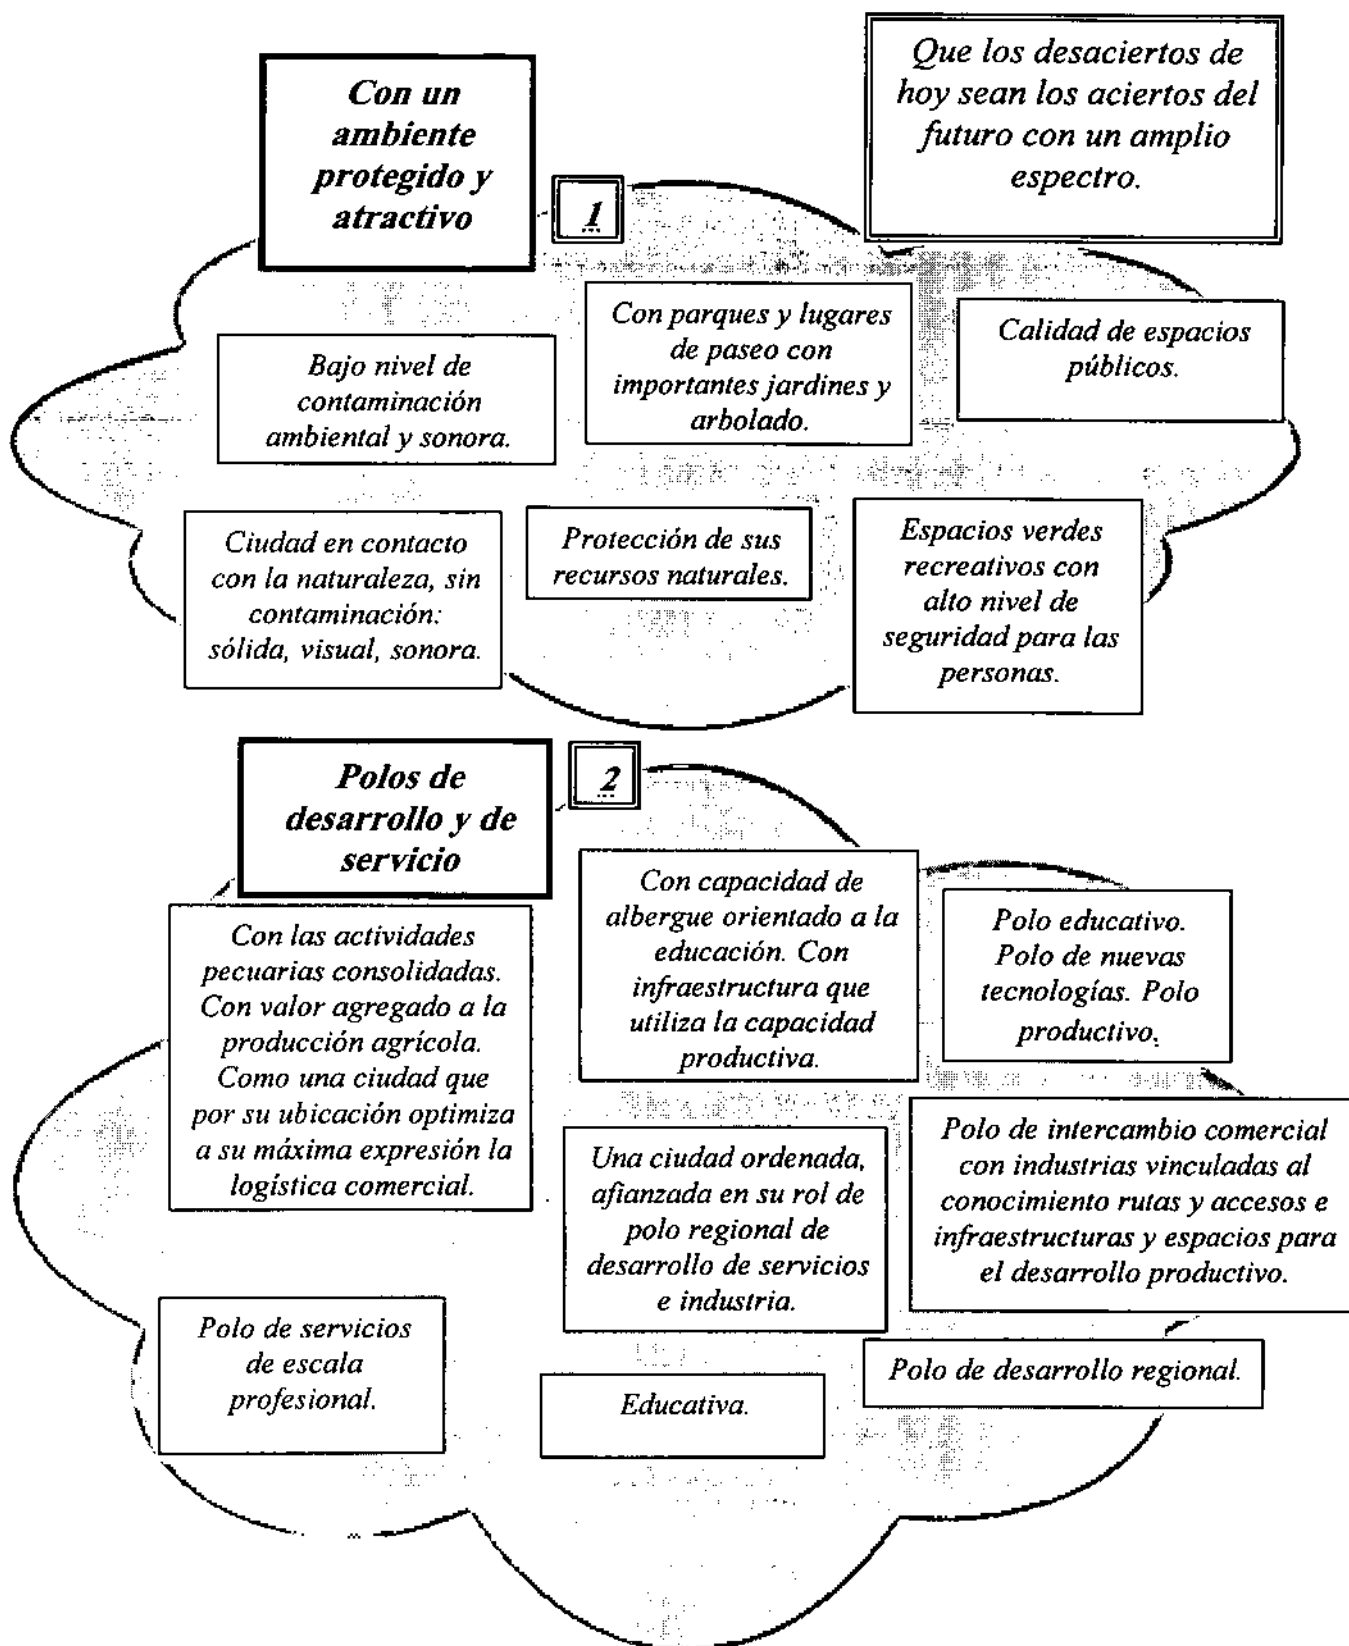 Con un
ambiente
protegido y
atractivo
1
Que los desaciertos de
hoy sean los aciertos del
futuro con un amplio
espectro.
Bajo nivel de
contaminación
ambiental y sonora.
Con parques y lugares
de paseo con
importantes jardines y
arbolado.
Calidad de espacios
públicos.
Ciudad en contacto
con la naturaleza, sin
contaminación:
sólida, visual, sonora.
Protección de sus
recursos naturales.
Espacios verdes
recreativos con
alto nivel de
seguridad para las
personas.
Polos de
desarrollo y de
servicio
2
Con las actividades
pecuarias consolidadas.
Con valor agregado a la
producción agrícola.
Como una ciudad que
por su ubicación optimiza
a su máxima expresión la
logística comercial.
Con capacidad de
albergue orientado a la
educación. Con
infraestructura que
utiliza la capacidad
productiva.
Polo educativo.
Polo de nuevas
tecnologías. Polo
productivo.
Una ciudad ordenada,
afianzada en su rol de
polo regional de
desarrollo de servicios
e industria.
Polo de intercambio comercial
con industrias vinculadas al
conocimiento rutas y accesos e
infraestructuras y espacios para
el desarrollo productivo.
Polo de servicios
de escala
profesional.
Educativa.
Polo de desarrollo regional.